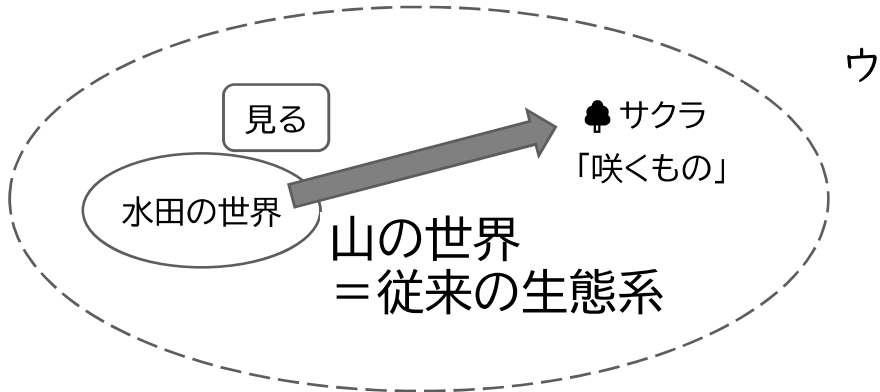 ウ
見る
サクラ
「咲くもの」
水田の世界
山の世界
＝従来の生態系